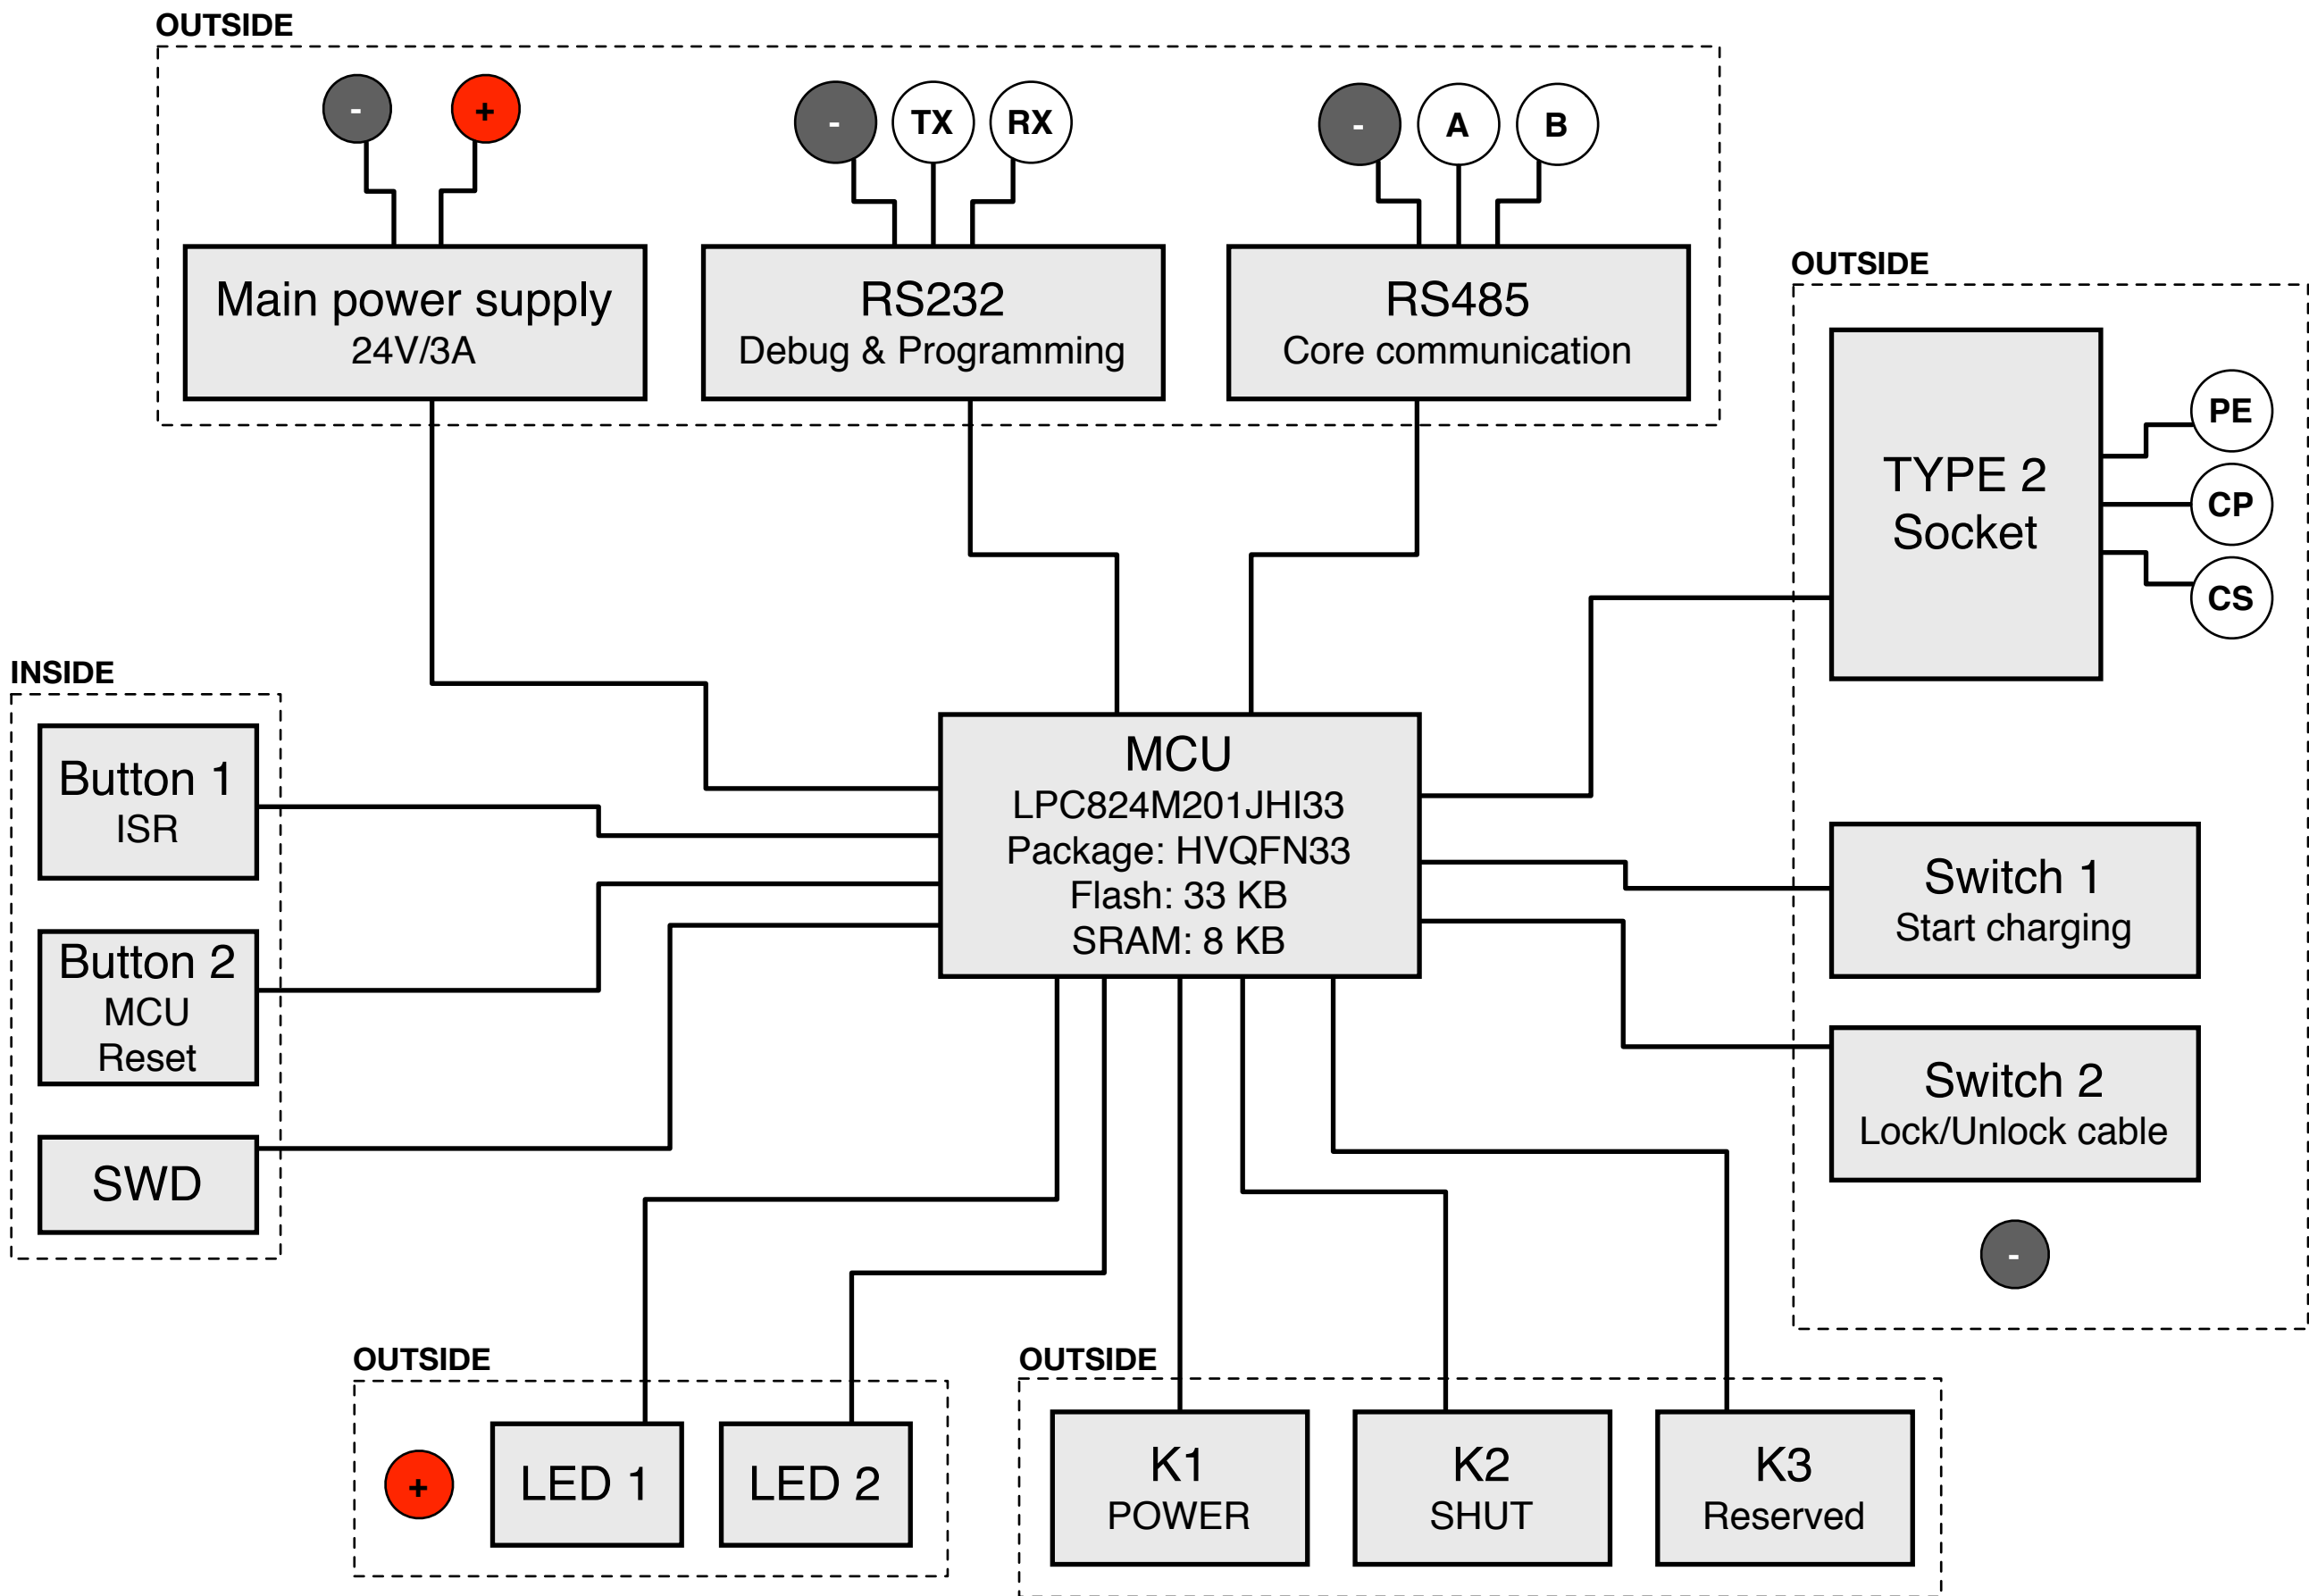 OUTSIDE
-
+
-
TX
RX
-
A
B
Main power supply
24V/3A
RS232
Debug & Programming
RS485
Core communication
OUTSIDE
TYPE 2
Socket
PE
CP
CS
INSIDE
Button 1
ISR
Button 2
MCU
Reset
SWD
MCU
LPC824M201JHI33
Package: HVQFN33
Flash: 33 KB
SRAM: 8 KB
Switch 1
Start charging
Switch 2
Lock/Unlock cable
-
OUTSIDE
+
LED 1
LED 2
OUTSIDE
K1
POWER
K2
SHUT
K3
Reserved